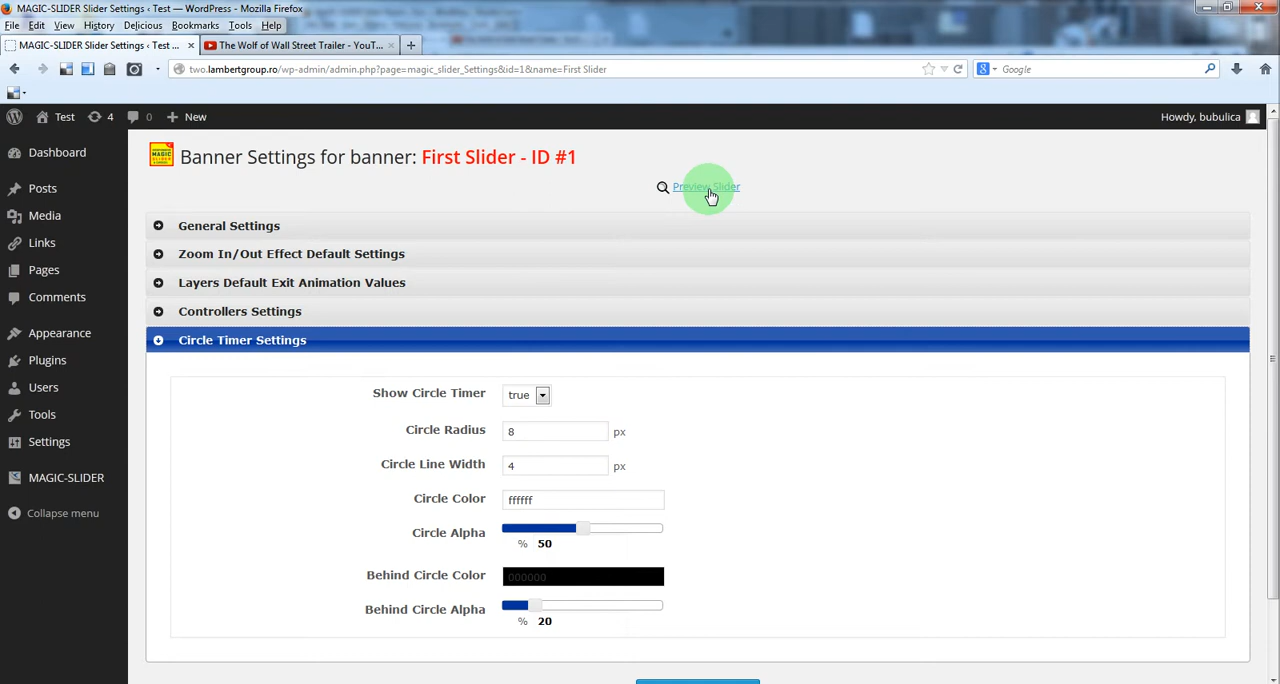 MAGIC-SLIDER Slider Settings ‹ Test — WordPress - Mozilla Firefox
File Edit View History Delicious Bookmarks Tools Help
MAGIC-SLIDER Slider Settings ‹ Test ... × The Wolf of Wall Street Trailer - YouT... × +
two.lambertgroup.ro/wp-admin/admin.php?page=magic_slider_Settings&id=1&name=First Slider
Google
Test 4 0 New Howdy, bubulica
Dashboard
Posts
Media
Links
Pages
Comments
Appearance
Plugins
Users
Tools
Settings
MAGIC-SLIDER
Collapse menu
Banner Settings for banner: First Slider - ID #1
Preview Slider
General Settings
Zoom In/Out Effect Default Settings
Layers Default Exit Animation Values
Controllers Settings
Circle Timer Settings
Show Circle Timer true
Circle Radius 8 px
Circle Line Width 4 px
Circle Color ffffff
Circle Alpha
% 50
Behind Circle Color 000000
Behind Circle Alpha
% 20